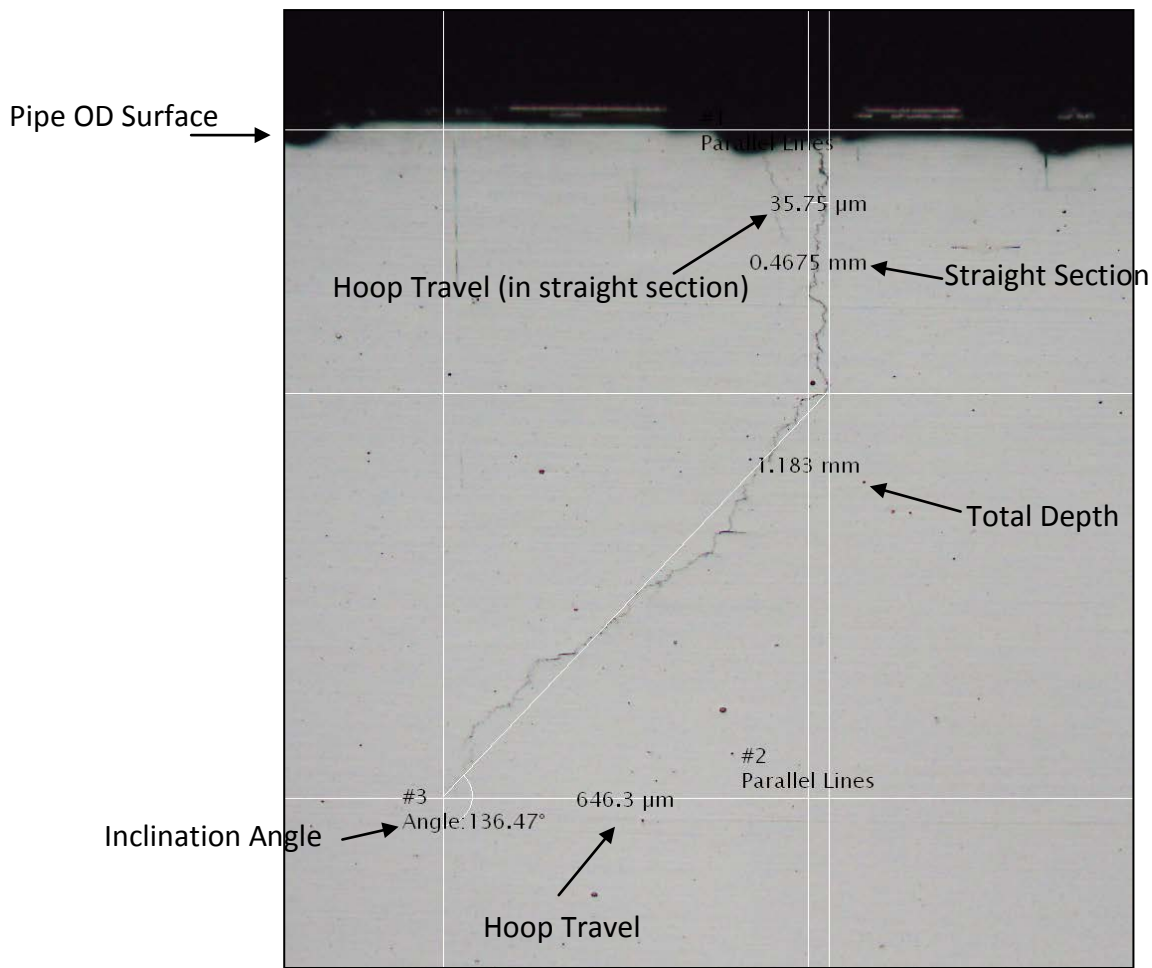 Pipe OD Surface
#1
Parallel Lines
35.75 µm
0.4675 mm
Straight Section
Hoop Travel (in straight section)
1.183 mm
Total Depth
#2
Parallel Lines
#3
646.3 µm
Angle:136.47°
Inclination Angle
Hoop Travel